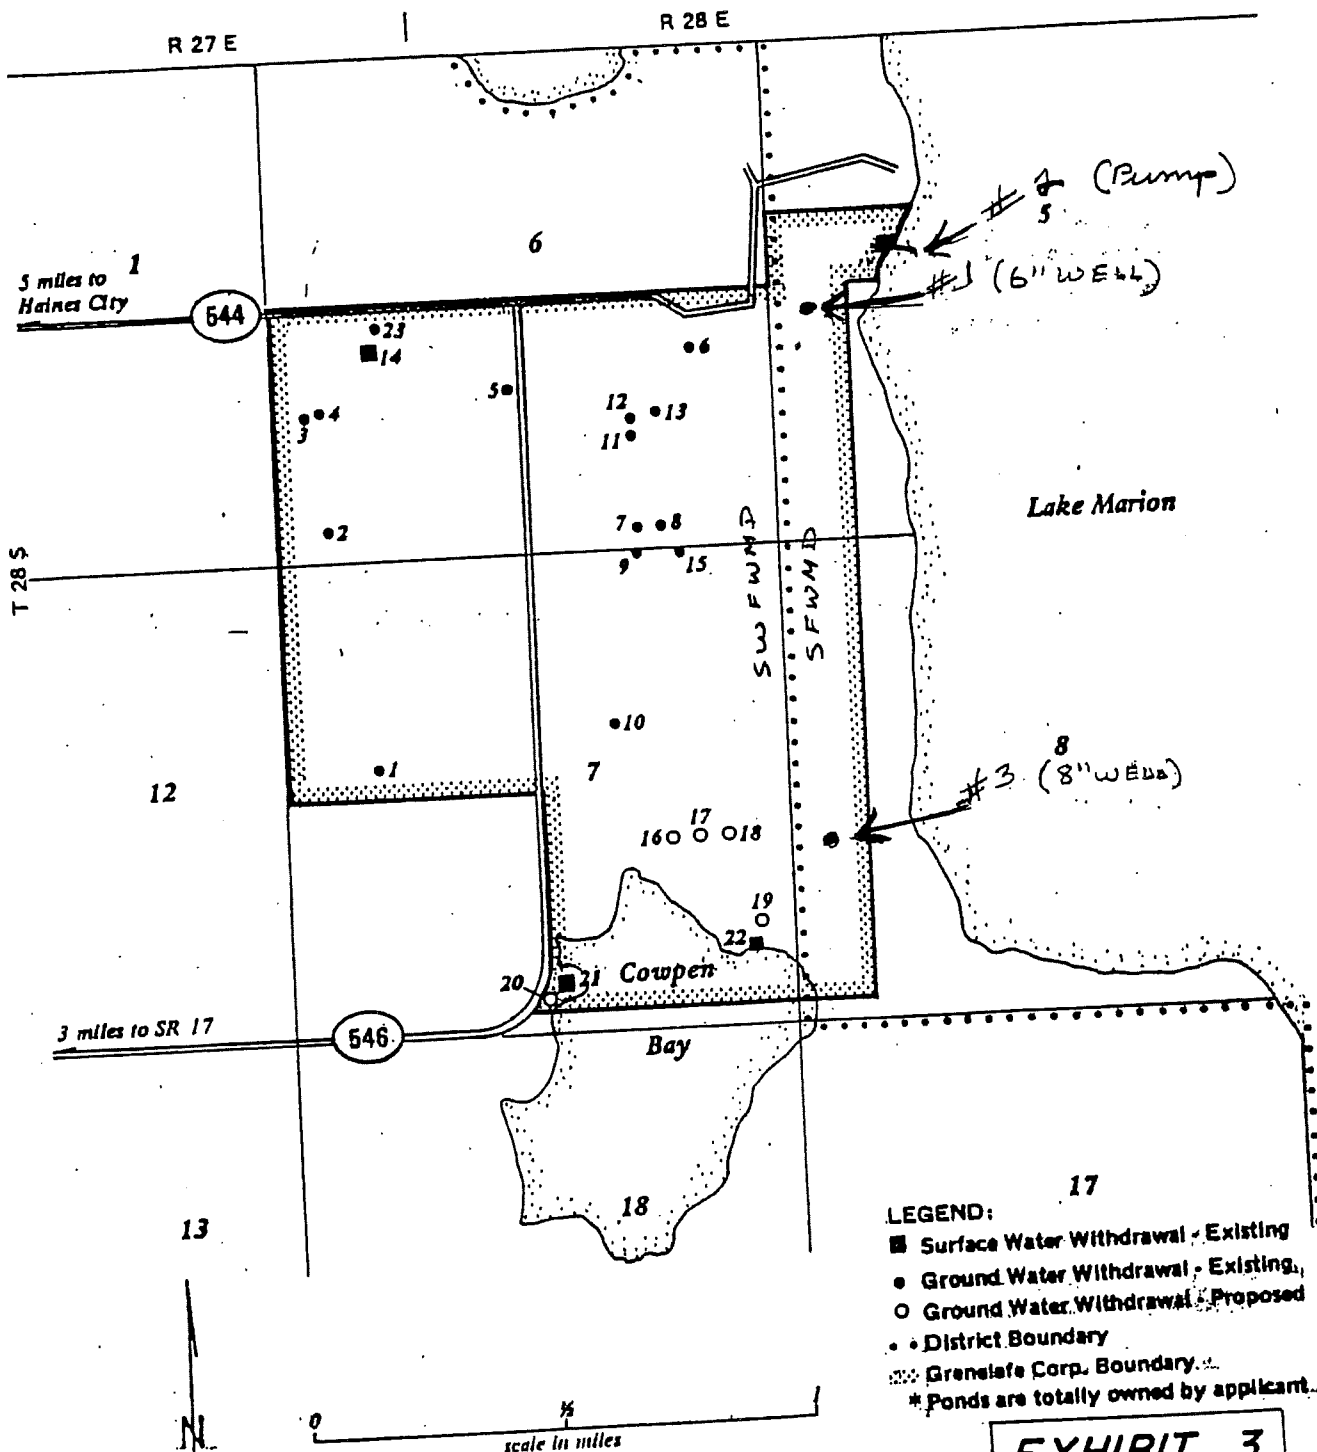 R 27 E
R 28 E
# 2 (Pump)
5
6
1
5 miles to
Haines City
544
#1 (6" WELL)
23
14
6
5
12
13
4
3
11
Lake Marion
2
7
8
9
15
T 28 S
SWFWMD
SFWMD
10
8
1
7
12
#3 (8" WELL)
17
16
18
19
22
21
Cowpen
20
3 miles to SR 17
546
Bay
17
18
13
LEGEND:
Surface Water Withdrawal - Existing
Ground Water Withdrawal - Existing
Ground Water Withdrawal - Proposed
District Boundary
Grenelefe Corp. Boundary
* Ponds are totally owned by applicant
N
0
½
1
scale in miles
EXHIBIT 3